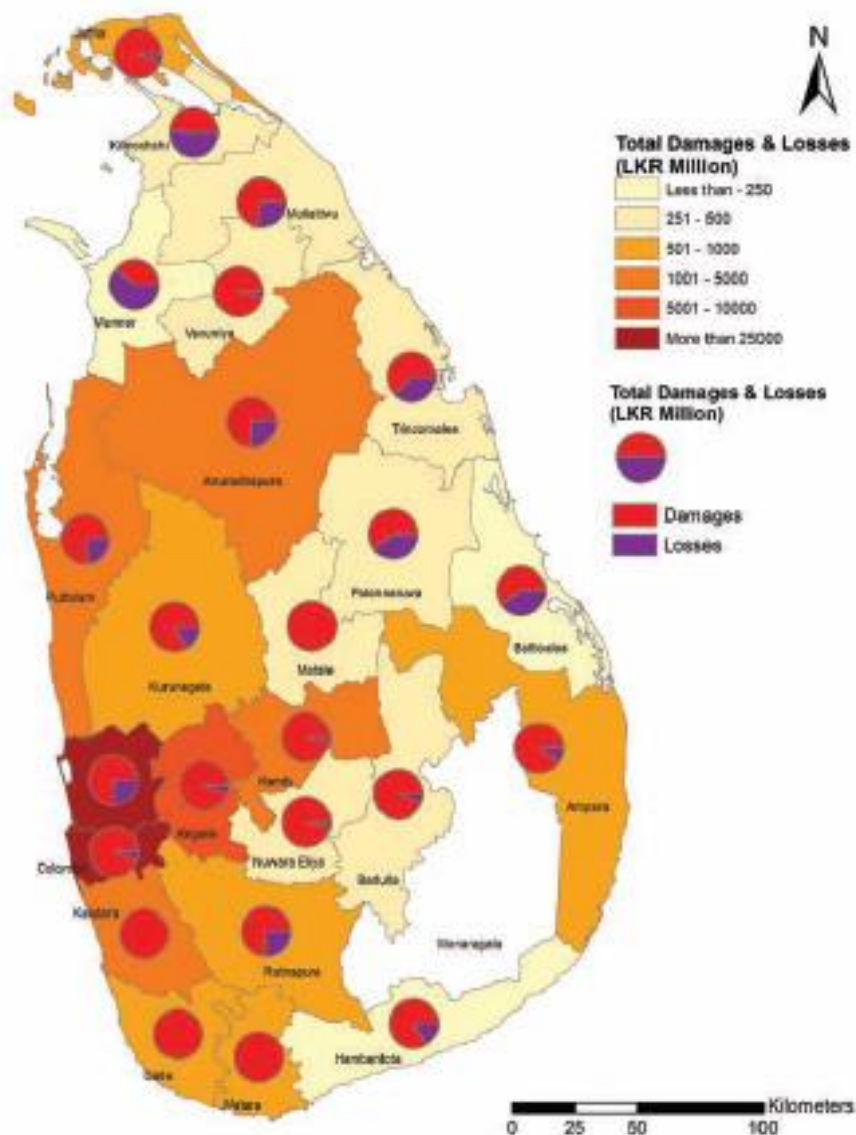 Jaffna
N
Kilinochchi
Total Damages & Losses
(LKR Million)
Less than - 250
251 - 500
501 - 1000
1001 - 5000
5001 - 10000
More than 25000
Mullaitivu
Mannar
Vavuniya
Trincomalee
Total Damages & Losses
(LKR Million)
Damages
Losses
Anuradhapura
Puttalam
Polonnaruwa
Batticaloa
Matale
Kurunegala
Kandy
Ampara
Kegalle
Nuwara Eliya
Badulla
Colombo
Kalutara
Monaragala
Ratnapura
Hambantota
Galle
Matara
Kilometers
0 25 50 100